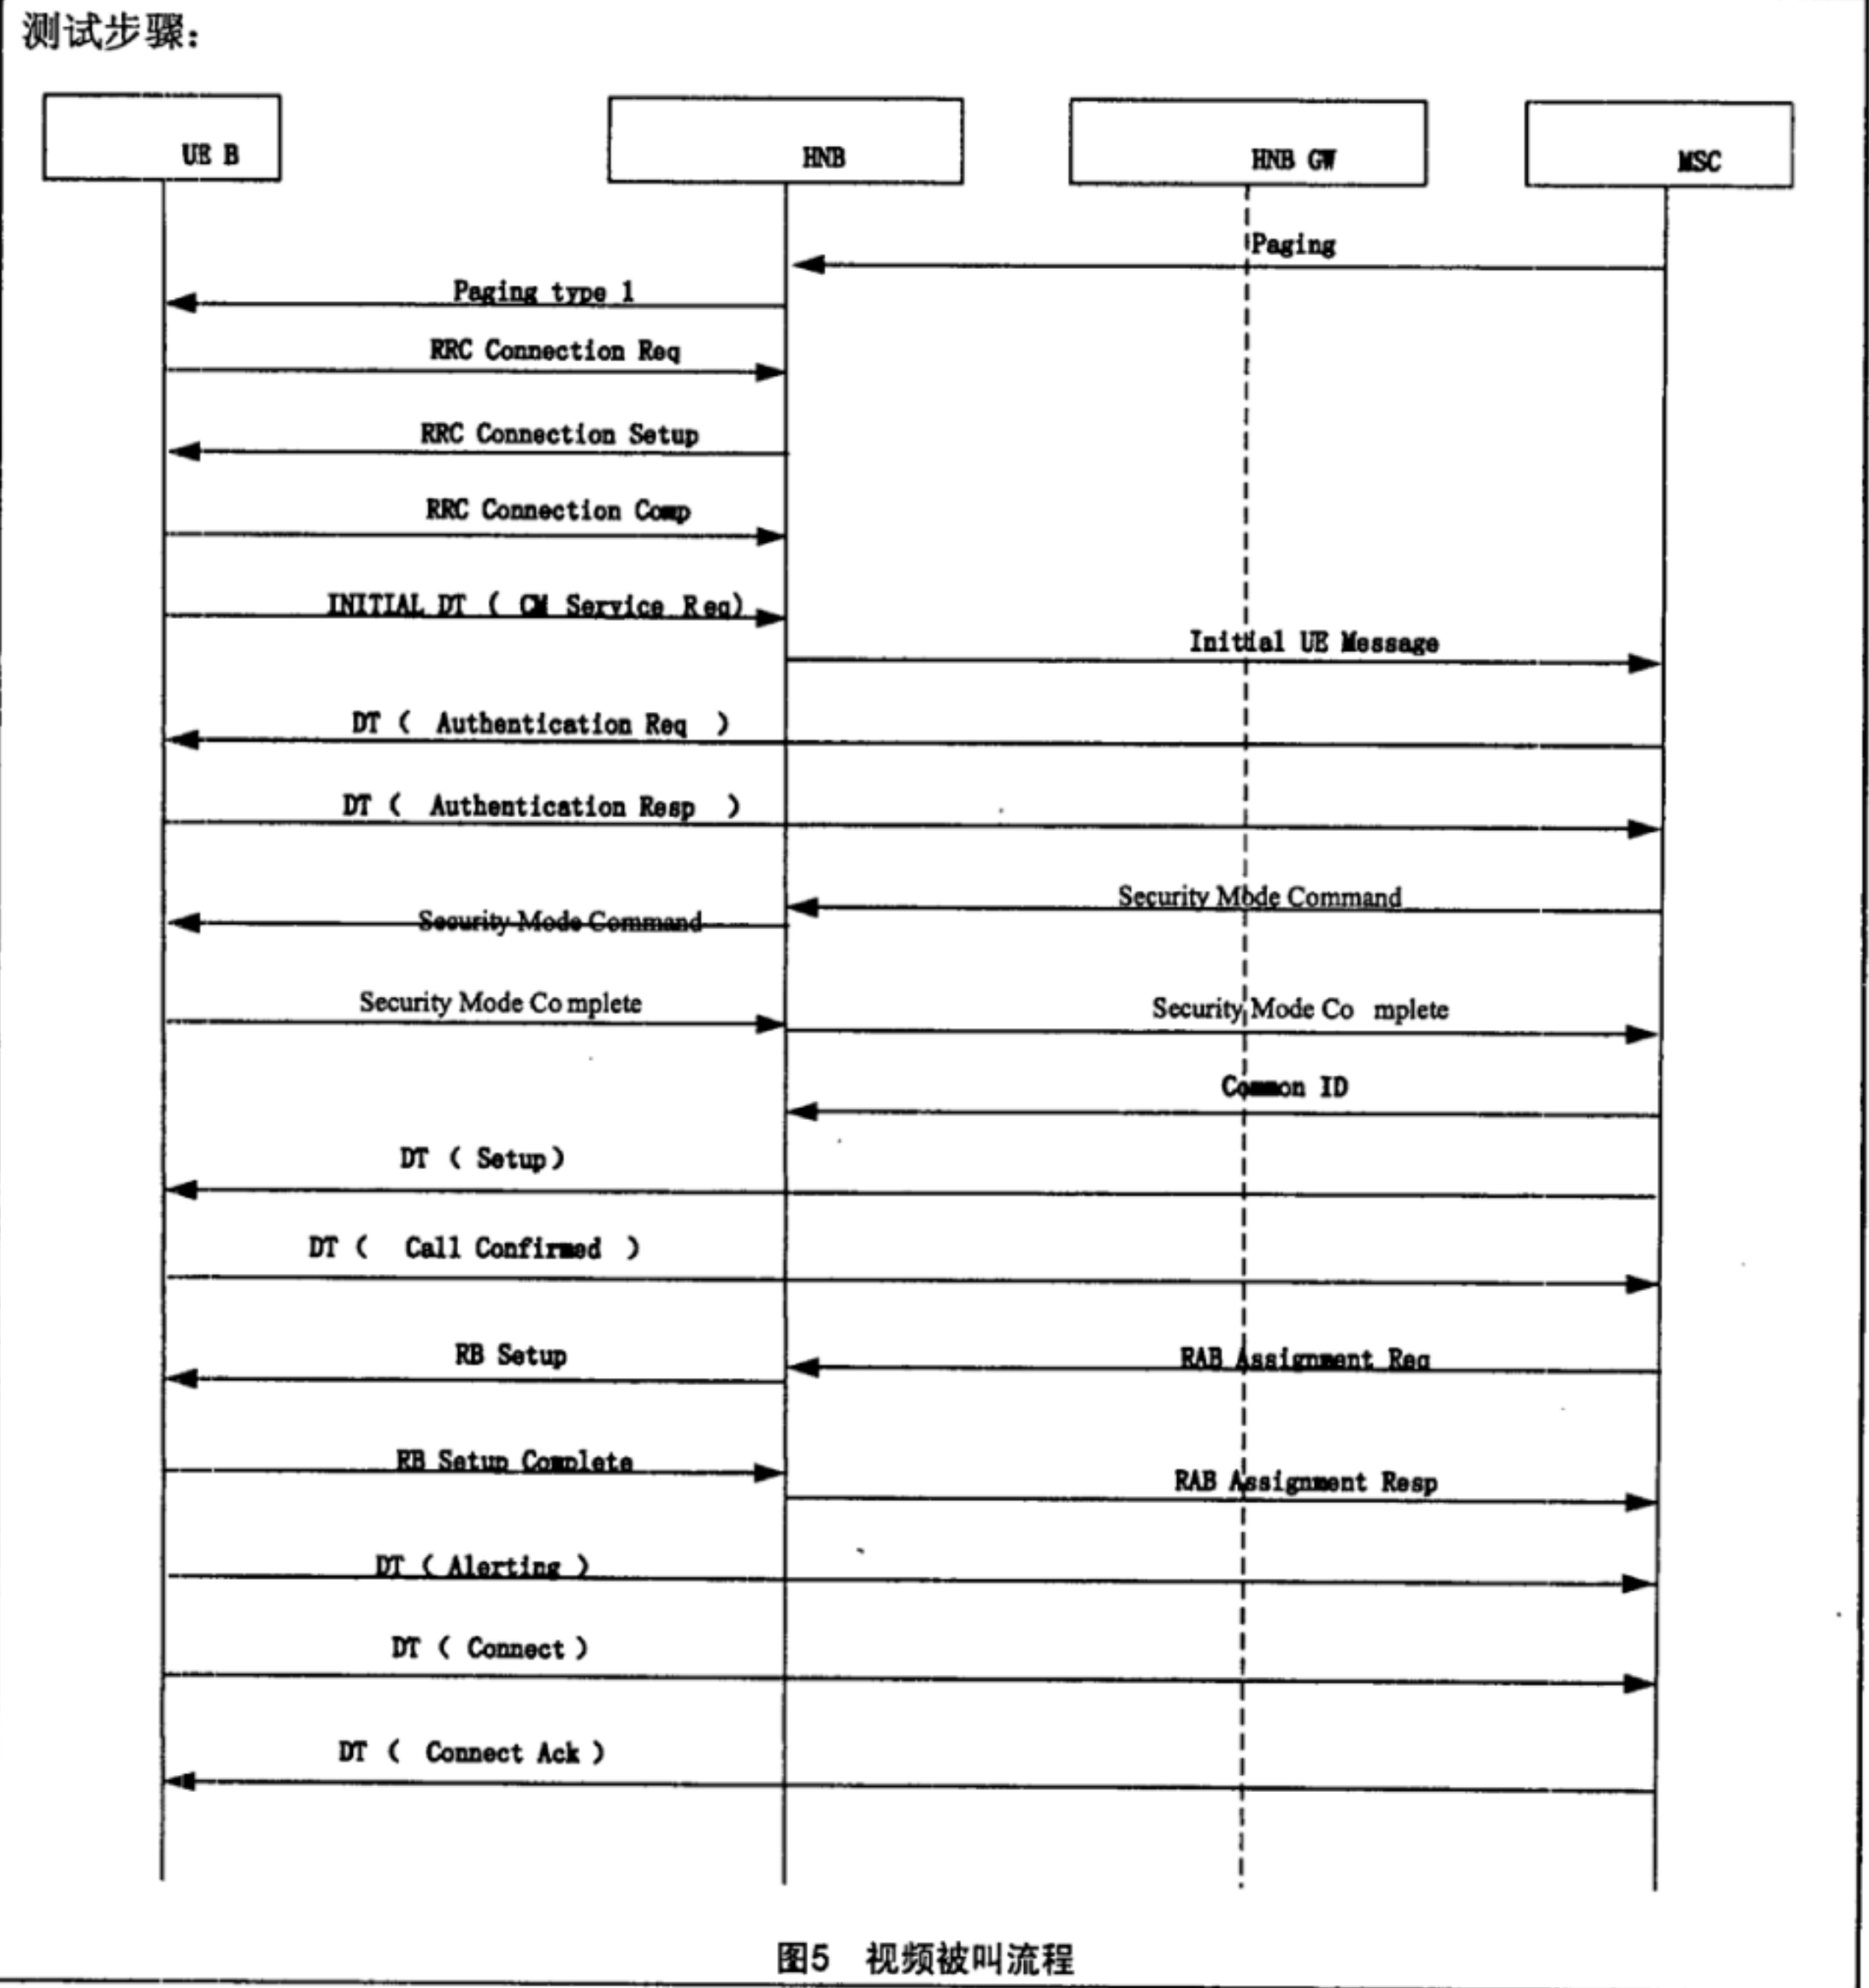 测试步骤：
UE B
HNB
HNB GW
MSC
Paging
Paging type 1
RRC Connection Req
RRC Connection Setup
RRC Connection Comp
INITIAL DT ( CM Service Req)
Initial UE Message
DT ( Authentication Req )
DT ( Authentication Resp )
Security Mode Command
Security Mode Command
Security Mode Co mplete
Security Mode Co mplete
Common ID
DT ( Setup)
DT ( Call Confirmed )
RB Setup
RAB Assignment Req
RB Setup Complete
RAB Assignment Resp
DT ( Alerting )
DT ( Connect )
DT ( Connect Ack )
图5 视频被叫流程